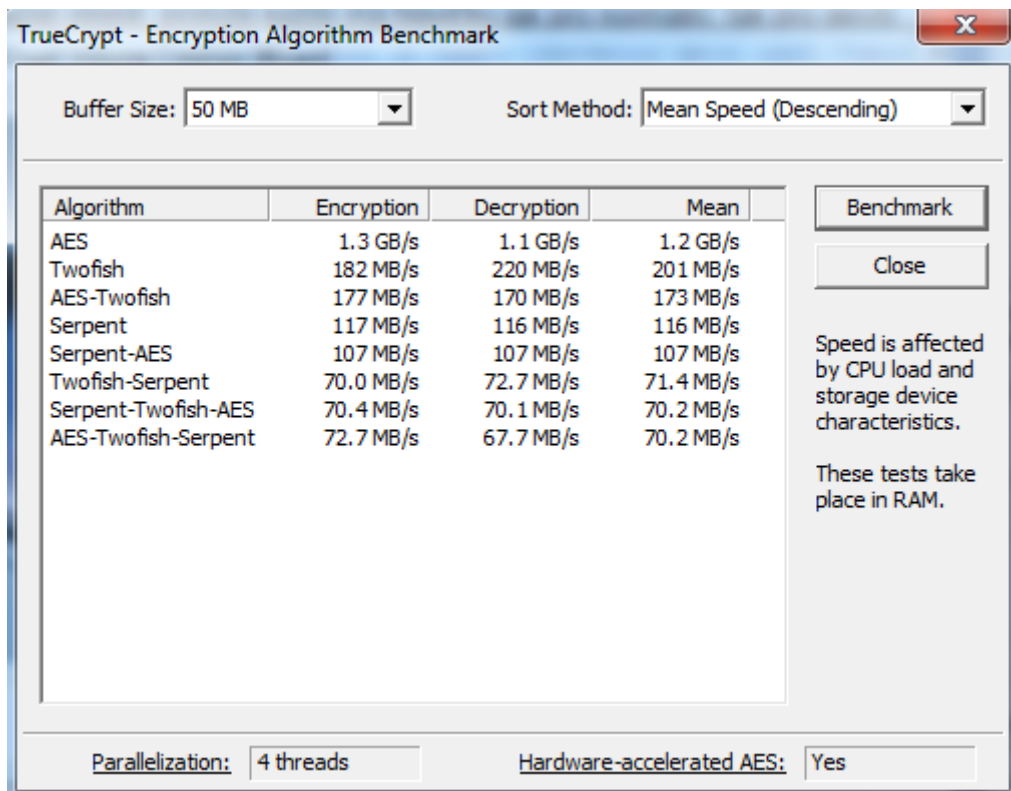 TrueCrypt - Encryption Algorithm Benchmark
Buffer Size: 50 MB Sort Method: Mean Speed (Descending)
Algorithm Encryption Decryption Mean
AES 1.3 GB/s 1.1 GB/s 1.2 GB/s
Twofish 182 MB/s 220 MB/s 201 MB/s
AES-Twofish 177 MB/s 170 MB/s 173 MB/s
Serpent 117 MB/s 116 MB/s 116 MB/s
Serpent-AES 107 MB/s 107 MB/s 107 MB/s
Twofish-Serpent 70.0 MB/s 72.7 MB/s 71.4 MB/s
Serpent-Twofish-AES 70.4 MB/s 70.1 MB/s 70.2 MB/s
AES-Twofish-Serpent 72.7 MB/s 67.7 MB/s 70.2 MB/s
Benchmark
Close
Speed is affected
by CPU load and
storage device
characteristics.
These tests take
place in RAM.
Parallelization: 4 threads Hardware-accelerated AES: Yes